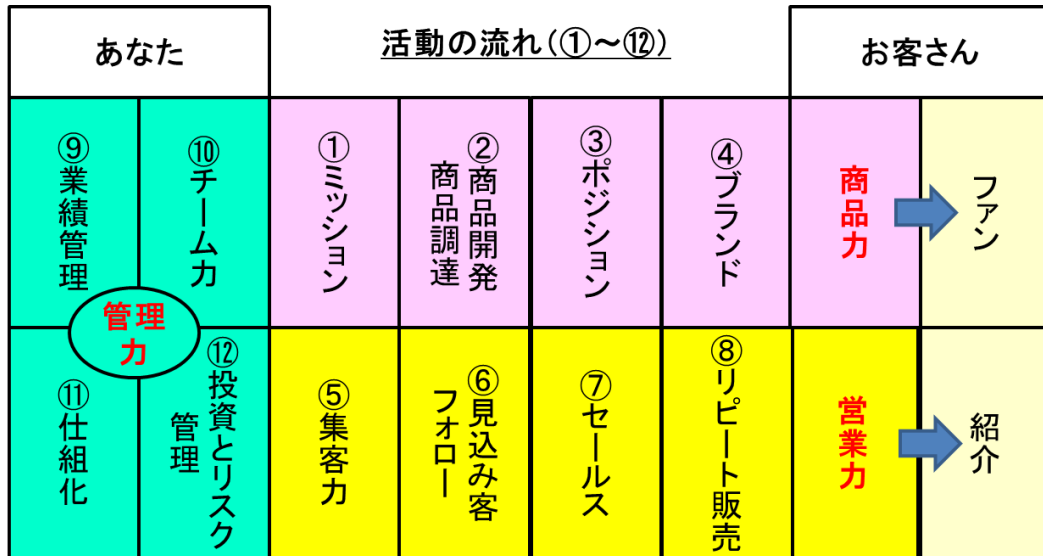 あなた
活動の流れ(①～⑫)
お客さん
⑨業績管理
⑩チーム力
①ミッション
②商品開発
商品調達
③ポジション
④ブランド
商品力
ファン
管理
力
⑪仕組化
⑫投資とリスク
管理
⑤集客力
⑥見込み客
フォロー
⑦セールス
⑧リピート販売
営業力
紹介